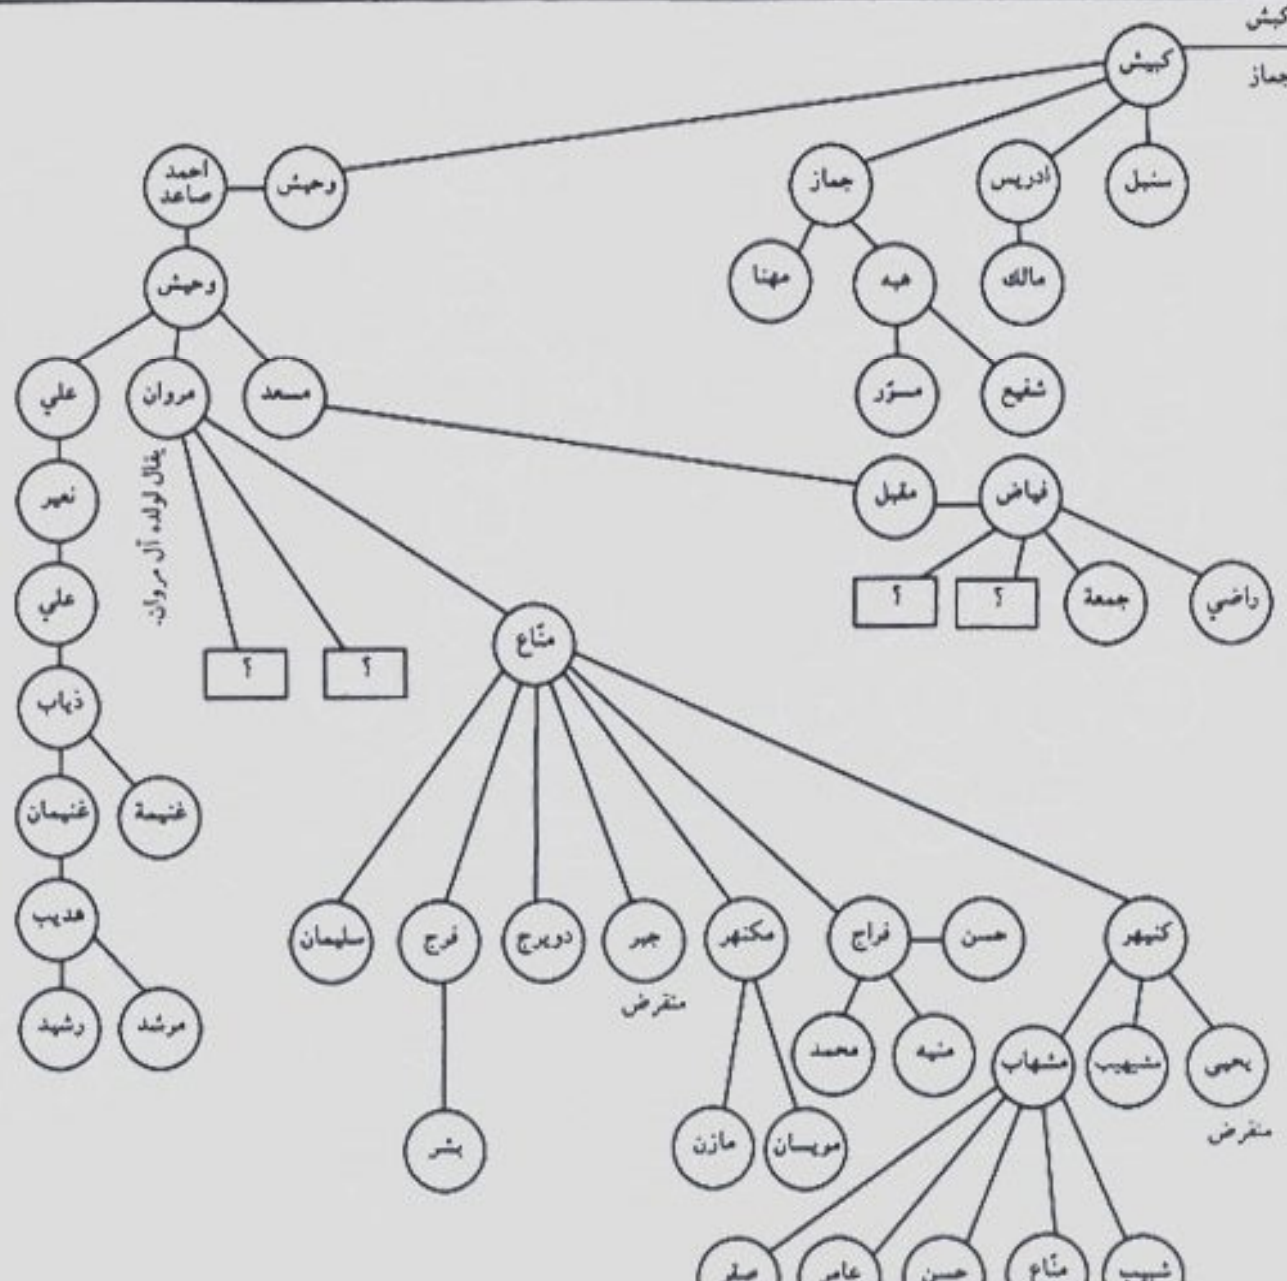 كبش
جماز
كبيش
سنبل
ادريس
جماز
وحيش
احمد
صاعد
مالك
هبه
مهنا
وحيش
شفيع
مسوّر
مسعد
مروان
علي
يقال لولده آل مروان.
فياض
مقبل
نعير
راضي
جمعة
؟
؟
علي
منّاع
؟
؟
ذياب
غنيمة
غنيمان
هديب
كنيهر
حسن
فراج
مكنهر
جبر
منقرض
دويرج
فرج
سليمان
مرشد
رشيد
يحيى
منقرض
مشيهيب
مشهاب
منيه
محمد
مويسان
مازن
بشر
شبيب
منّاع
حسن
عامر
صقر